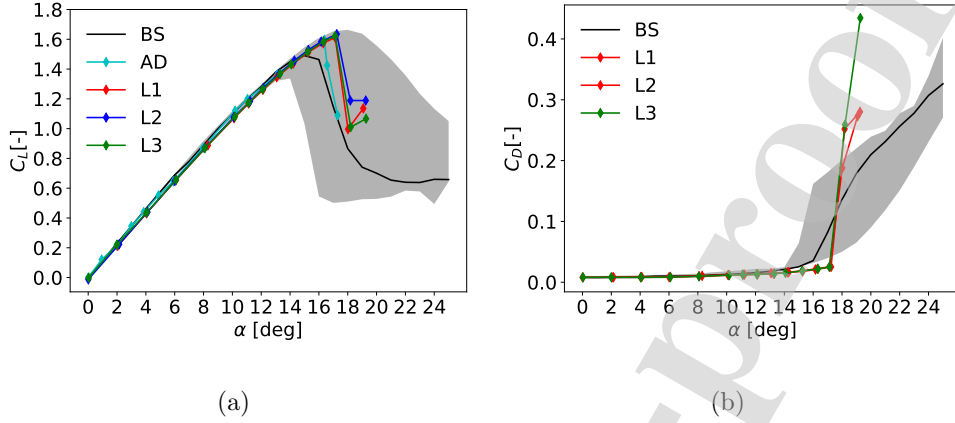 1.8
1.6
1.4
1.2
1.0
0.8
0.6
0.4
0.2
0.0
C_L[-]
BS
AD
L1
L2
L3
0 2 4 6 8 10 12 14 16 18 20 22 24
α [deg]
(a)
0.4
0.3
0.2
0.1
0.0
C_D[-]
BS
L1
L2
L3
0 2 4 6 8 10 12 14 16 18 20 22 24
α [deg]
(b)
-proof